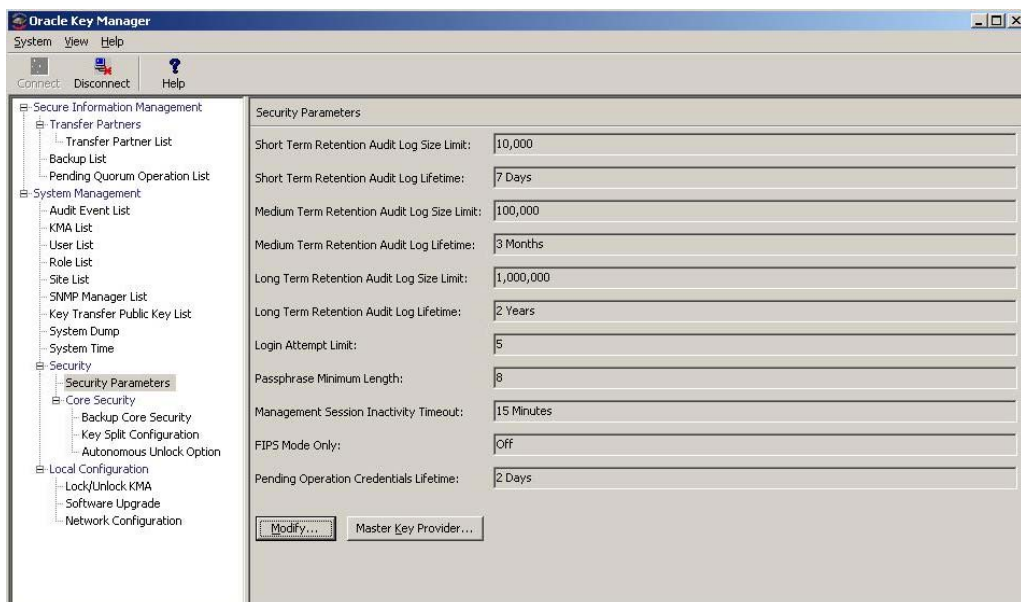 Oracle Key Manager
System View Help
Connect Disconnect Help
Secure Information Management
Transfer Partners
Transfer Partner List
Backup List
Pending Quorum Operation List
System Management
Audit Event List
KMA List
User List
Role List
Site List
SNMP Manager List
Key Transfer Public Key List
System Dump
System Time
Security
Security Parameters
Core Security
Backup Core Security
Key Split Configuration
Autonomous Unlock Option
Local Configuration
Lock/Unlock KMA
Software Upgrade
Network Configuration
Security Parameters
Short Term Retention Audit Log Size Limit: 10,000
Short Term Retention Audit Log Lifetime: 7 Days
Medium Term Retention Audit Log Size Limit: 100,000
Medium Term Retention Audit Log Lifetime: 3 Months
Long Term Retention Audit Log Size Limit: 1,000,000
Long Term Retention Audit Log Lifetime: 2 Years
Login Attempt Limit: 5
Passphrase Minimum Length: 8
Management Session Inactivity Timeout: 15 Minutes
FIPS Mode Only: Off
Pending Operation Credentials Lifetime: 2 Days
Modify... Master Key Provider...